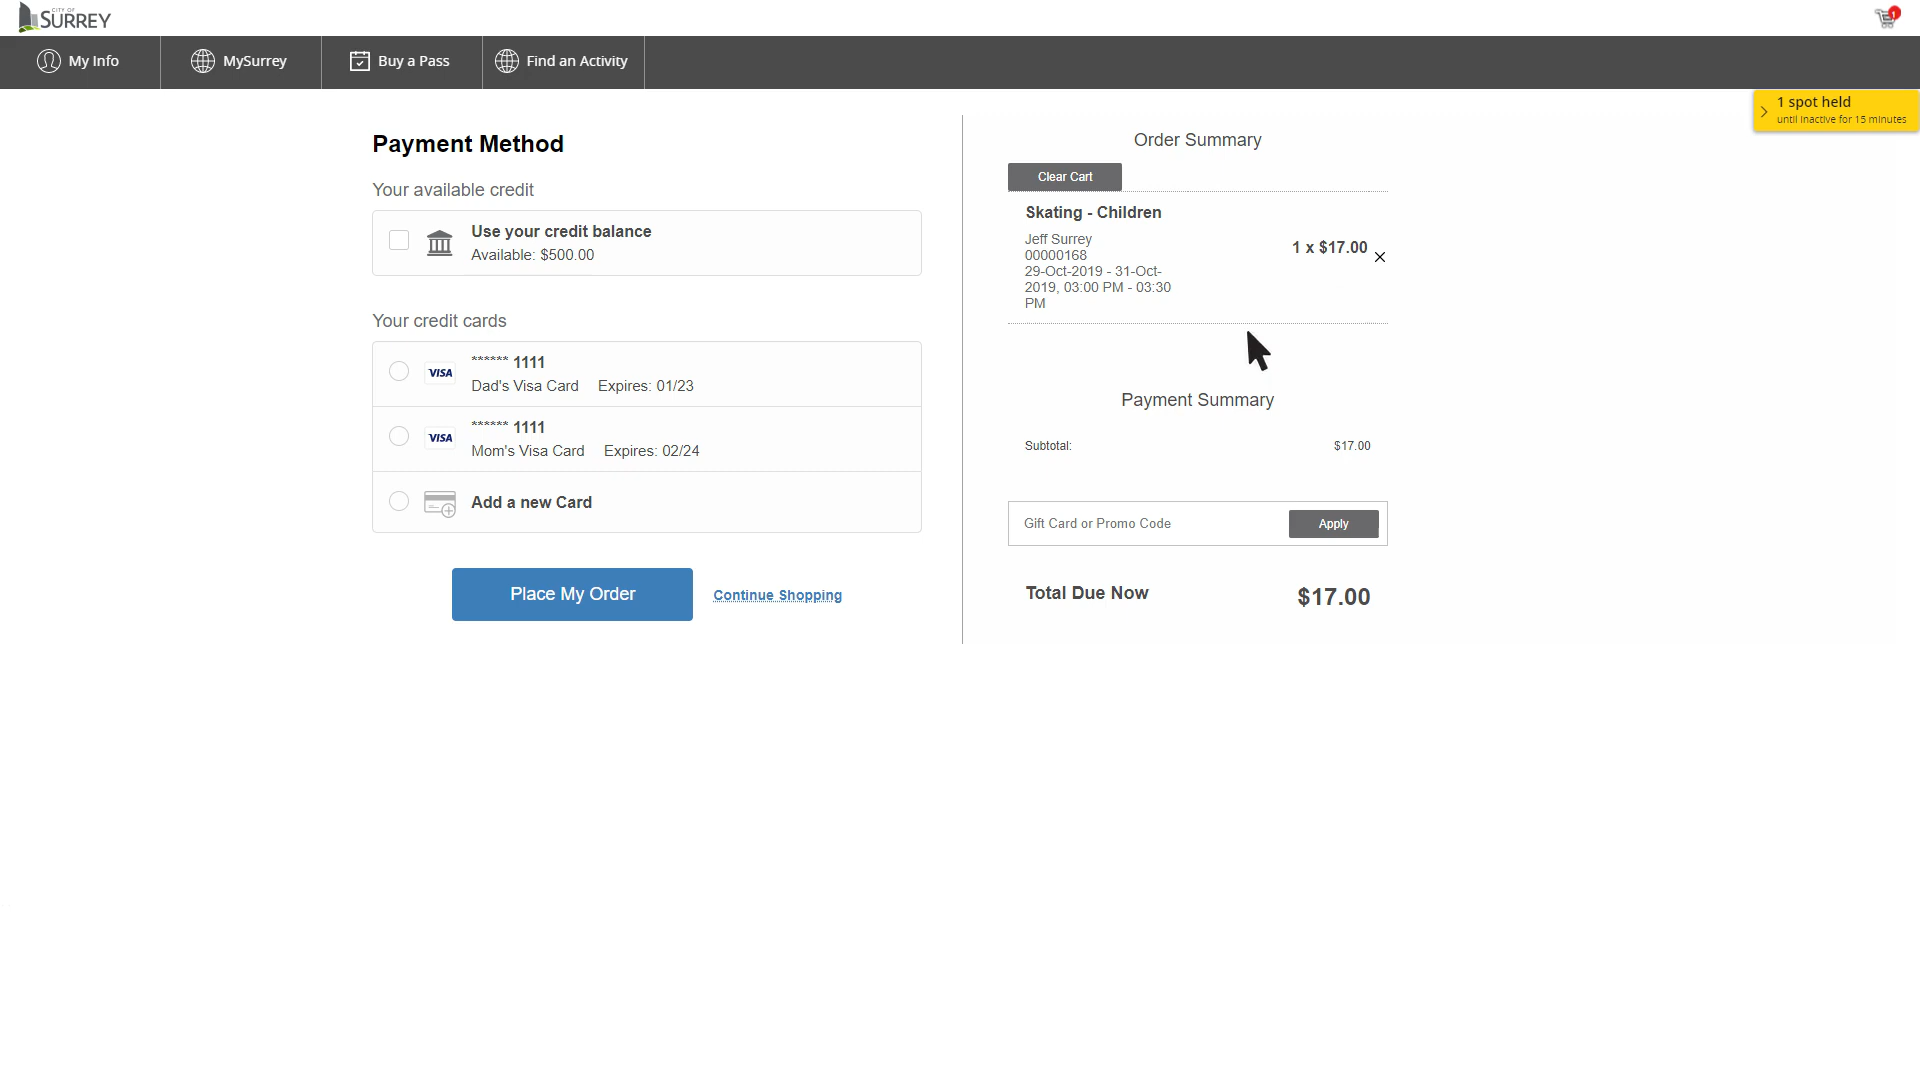 CITY OF
SURREY
1
My Info
MySurrey
Buy a Pass
Find an Activity
1 spot held
until inactive for 15 minutes
Payment Method
Your available credit
Use your credit balance
Available: $500.00
Your credit cards
VISA
****** 1111
Dad's Visa Card Expires: 01/23
VISA
****** 1111
Mom's Visa Card Expires: 02/24
Add a new Card
Place My Order
Continue Shopping
Order Summary
Clear Cart
Skating - Children
Jeff Surrey
00000168
29-Oct-2019 - 31-Oct-
2019, 03:00 PM - 03:30
PM
1 x $17.00
Payment Summary
Subtotal: $17.00
Gift Card or Promo Code
Apply
Total Due Now $17.00